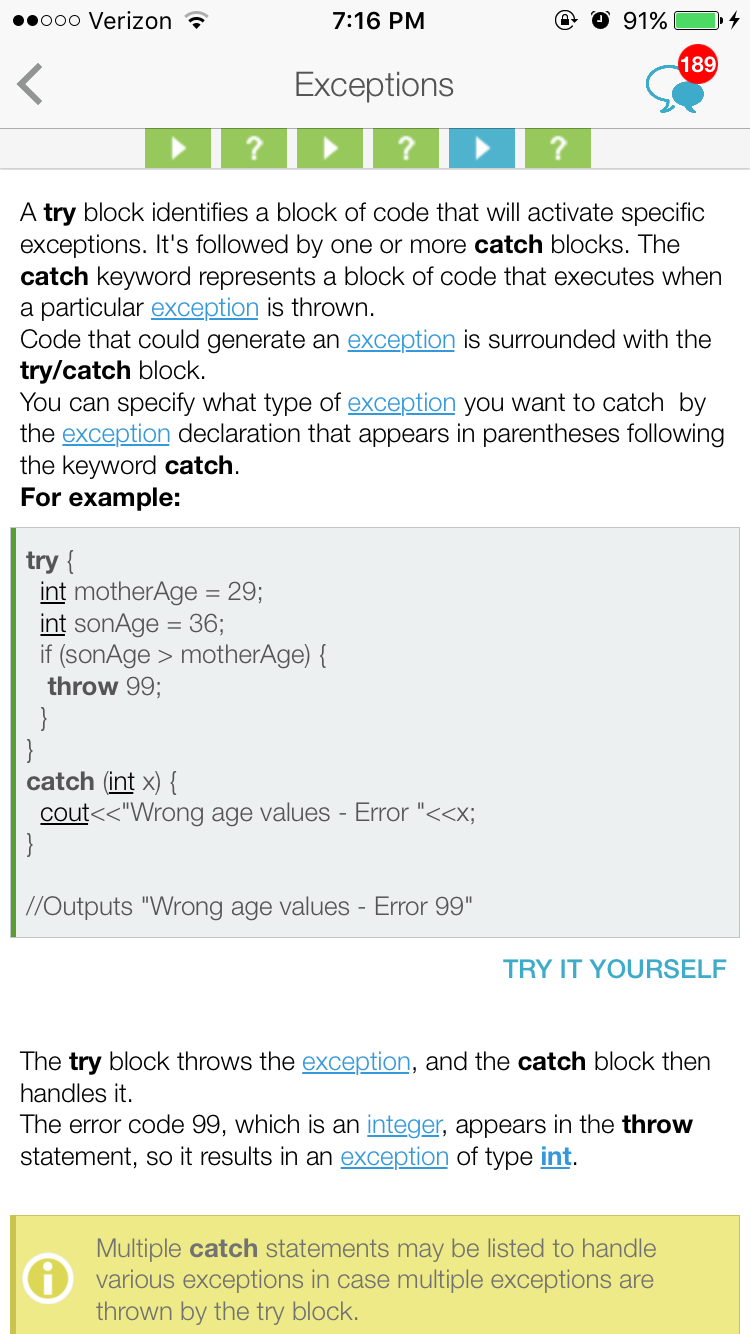 Verizon 7:16 PM 91%
Exceptions 189
? ? ?
A try block identifies a block of code that will activate specific
exceptions. It's followed by one or more catch blocks. The
catch keyword represents a block of code that executes when
a particular exception is thrown.
Code that could generate an exception is surrounded with the
try/catch block.
You can specify what type of exception you want to catch  by
the exception declaration that appears in parentheses following
the keyword catch.
For example:
try {
int motherAge = 29;
int sonAge = 36;
if (sonAge > motherAge) {
throw 99;
}
}
catch (int x) {
cout<<"Wrong age values - Error "<<x;
}
//Outputs "Wrong age values - Error 99"
TRY IT YOURSELF
The try block throws the exception, and the catch block then
handles it.
The error code 99, which is an integer, appears in the throw
statement, so it results in an exception of type int.
Multiple catch statements may be listed to handle
various exceptions in case multiple exceptions are
thrown by the try block.